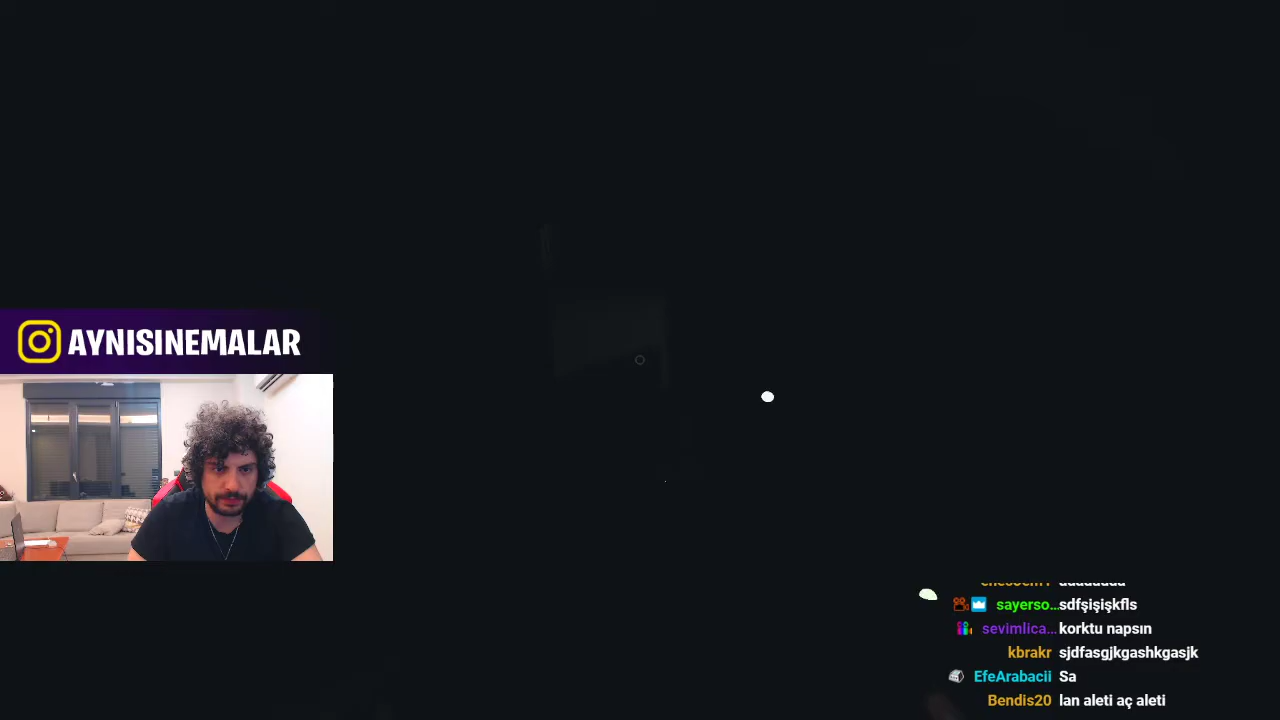 AYNISINEMALAR
sayerso… sdfşişişkfls
sevimlica… korktu napsın
kbrakr sjdfasgjkgashkgasjk
EfeArabacii Sa
Bendis20 lan aleti aç aleti